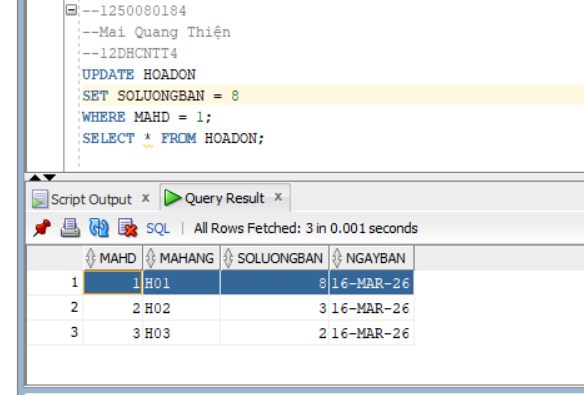 --1250080184
--Mai Quang Thiện
--12DHCNTT4
UPDATE HOADON
SET SOLUONGBAN = 8
WHERE MAHD = 1;
SELECT * FROM HOADON;
Script Output x Query Result x
SQL | All Rows Fetched: 3 in 0.001 seconds
MAHD MAHANG SOLUONGBAN NGAYBAN
1 1 H01 8 16-MAR-26
2 2 H02 3 16-MAR-26
3 3 H03 2 16-MAR-26